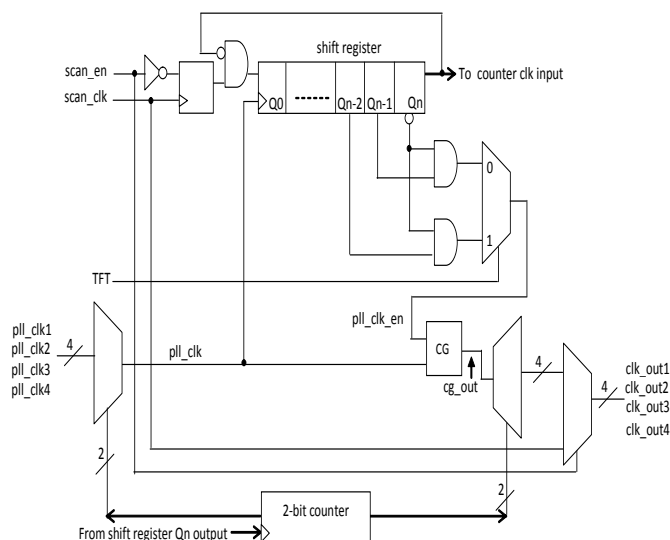 shift register
scan_en
To counter clk input
scan_clk
Q0
Qn-2
Qn-1
Qn
0
1
TFT
pll_clk_en
pll_clk1
pll_clk2
pll_clk3
pll_clk4
4
pll_clk
CG
cg_out
4
4
clk_out1
clk_out2
clk_out3
clk_out4
2
2
2-bit counter
From shift register Qn output